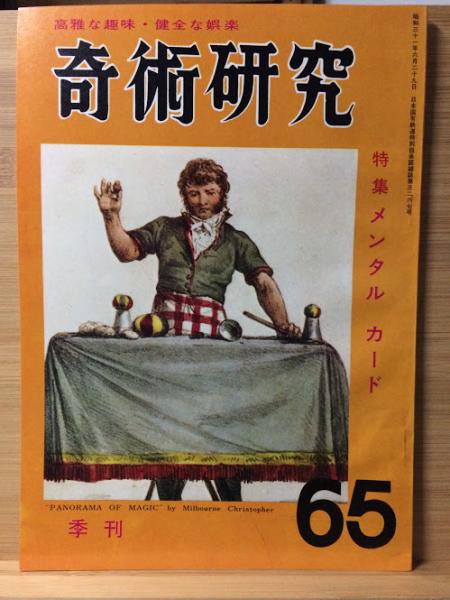 高雅な趣味・健全な娯楽
奇術研究
特集 メンタル カード
"PANORAMA OF MAGIC" by Milbourne Christopher
65
季刊